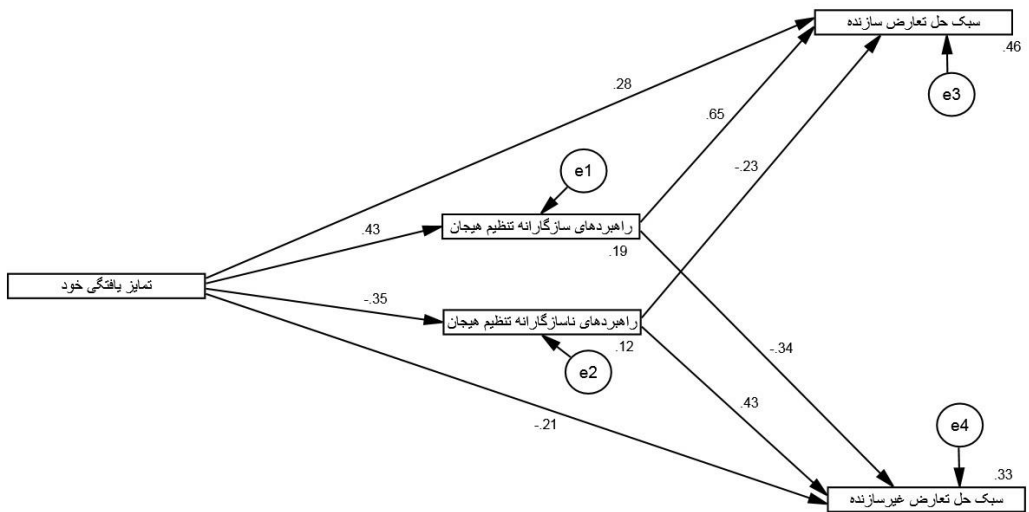 سبک حل تعارض سازنده
.46
e3
.28
.65
-.23
e1
راهبردهای سازگارانه تنظیم هیجان
.43
.19
تمایز یافتگی خود
-.35
راهبردهای ناسازگارانه تنظیم هیجان
.12
e2
-.34
.43
-.21
e4
.33
سبک حل تعارض غیرسازنده